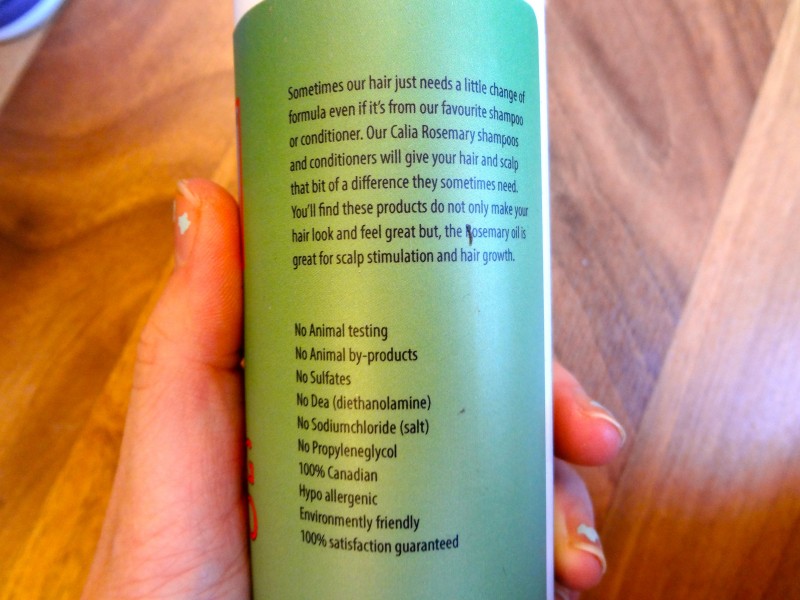 Sometimes our hair just needs a little change of
formula even if it's from our favourite shampoo
or conditioner. Our Calia Rosemary shampoos
and conditioners will give your hair and scalp
that bit of a difference they sometimes need.
You'll find these products do not only make your
hair look and feel great but, the Rosemary oil is
great for scalp stimulation and hair growth.
No Animal testing
No Animal by-products
No Sulfates
No Dea (diethanolamine)
No Sodiumchloride (salt)
No Propyleneglycol
100% Canadian
Hypo allergenic
Environmently friendly
100% satisfaction guaranteed